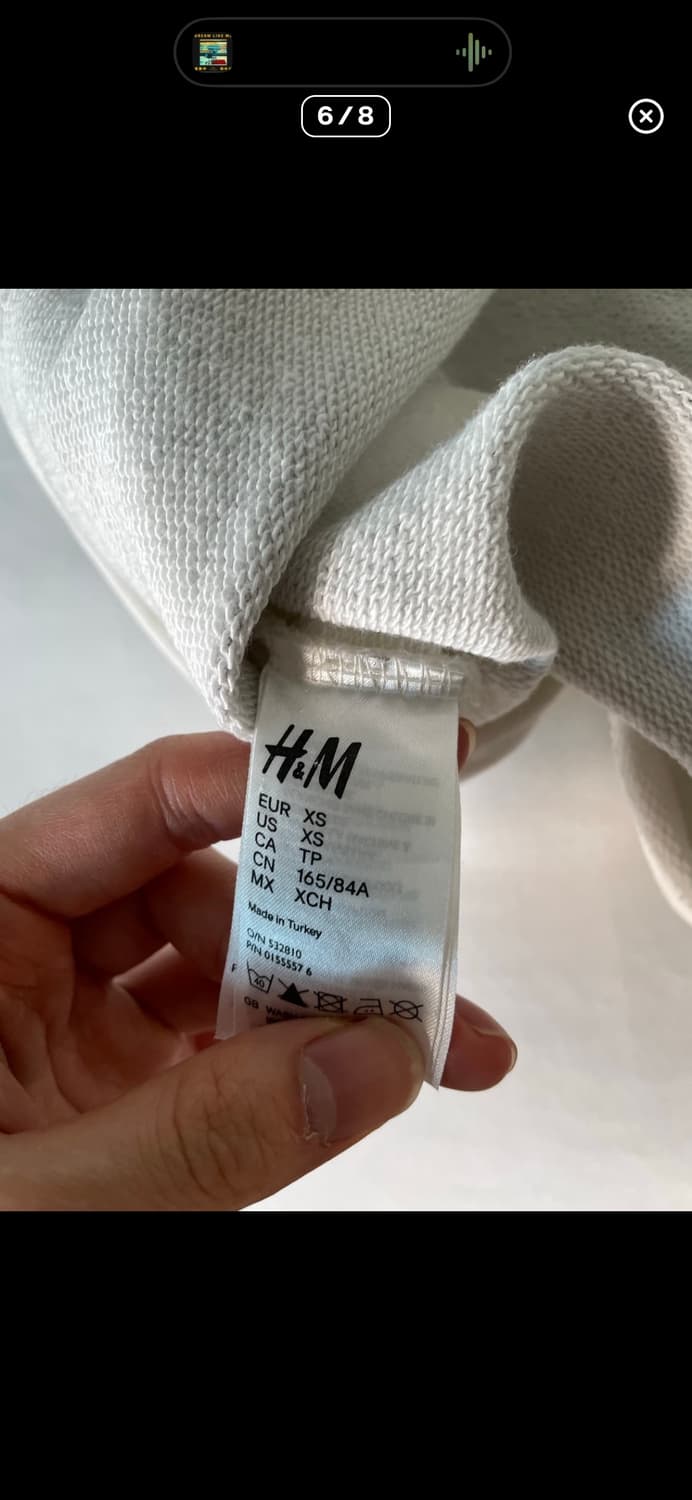 6/8
H&M
EUR XS
US XS
CA TP
CN 165/84A
MX XCH
Made in Turkey
O/N 532810
P/N 0155557 6
F
40
GB